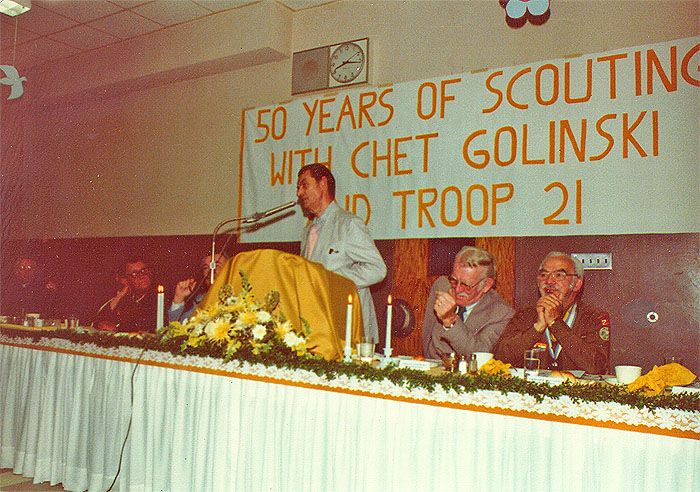 50 YEARS OF SCOUTING
WITH CHET GOLINSKI
TROOP 21